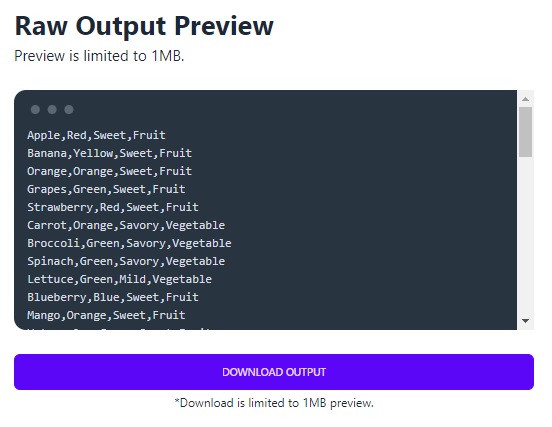 Raw Output Preview
Preview is limited to 1MB.
Apple,Red,Sweet,Fruit
Banana,Yellow,Sweet,Fruit
Orange,Orange,Sweet,Fruit
Grapes,Green,Sweet,Fruit
Strawberry,Red,Sweet,Fruit
Carrot,Orange,Savory,Vegetable
Broccoli,Green,Savory,Vegetable
Spinach,Green,Savory,Vegetable
Lettuce,Green,Mild,Vegetable
Blueberry,Blue,Sweet,Fruit
Mango,Orange,Sweet,Fruit
DOWNLOAD OUTPUT
*Download is limited to 1MB preview.